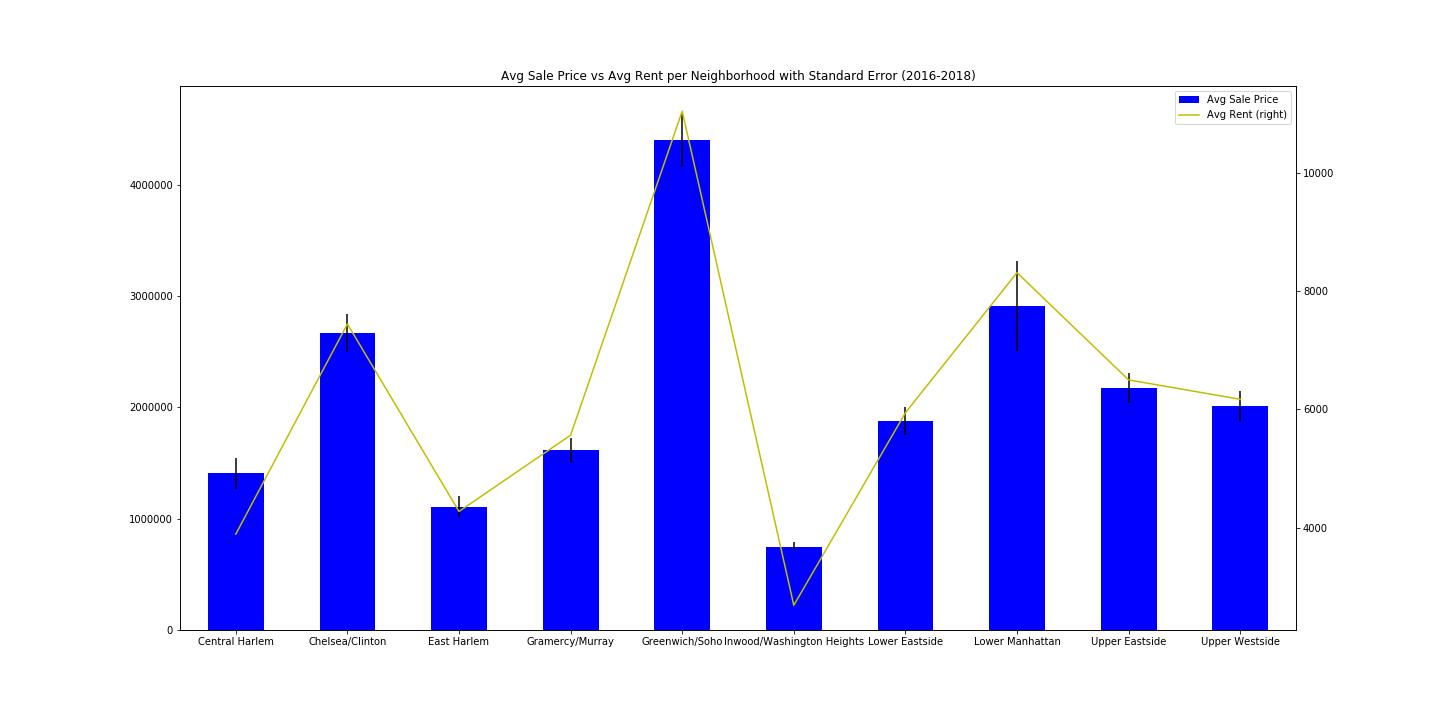 Avg Sale Price vs Avg Rent per Neighborhood with Standard Error (2016-2018)
Avg Sale Price
Avg Rent (right)
4000000
3000000
2000000
1000000
0
10000
8000
6000
4000
Central Harlem
Chelsea/Clinton
East Harlem
Gramercy/Murray
Greenwich/Soho
Inwood/Washington Heights
Lower Eastside
Lower Manhattan
Upper Eastside
Upper Westside